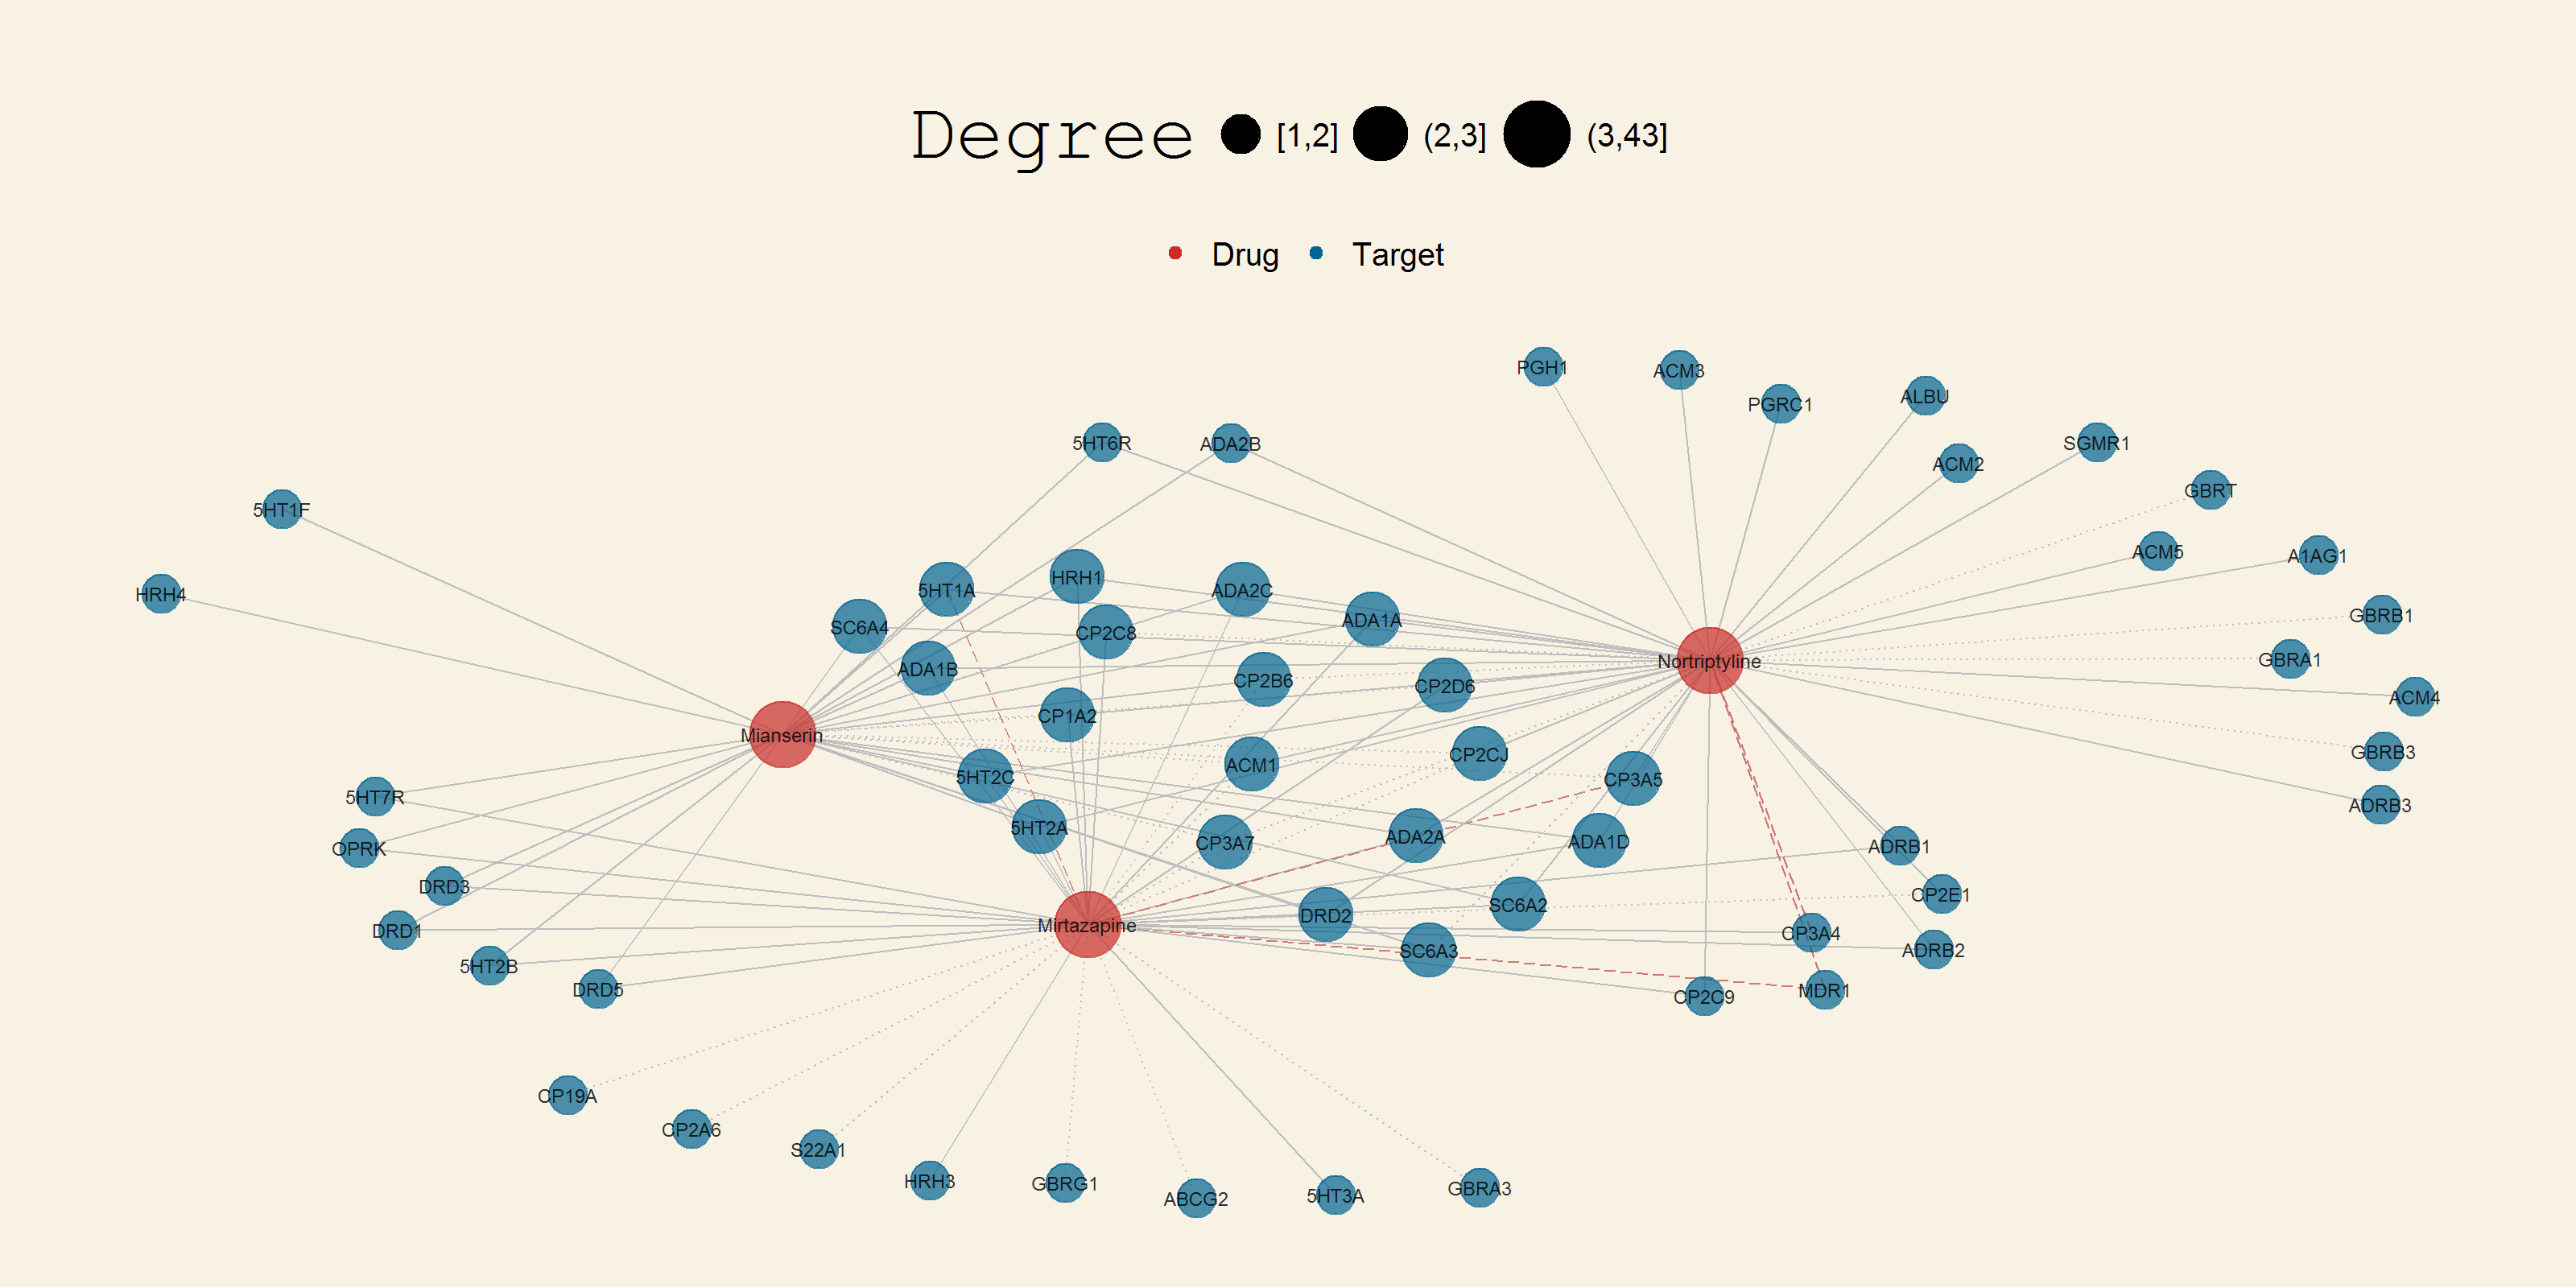 Degree [1,2] (2,3] (3,43]
Drug Target
PGH1
ACM3
PGRC1
ALBU
5HT6R
ADA2B
SGMR1
ACM2
GBRT
5HT1F
ACM5
A1AG1
HRH1
5HT1A
ADA2C
HRH4
GBRB1
ADA1A
SC6A4
CP2C8
GBRA1
Nortriptyline
ADA1B
CP2B6
CP2D6
ACM4
CP1A2
Mianserin
GBRB3
CP2CJ
ACM1
5HT2C
CP3A5
5HT7R
ADRB3
5HT2A
ADA2A
ADA1D
CP3A7
ADRB1
OPRK
DRD3
CP2E1
SC6A2
DRD2
Mirtazapine
DRD1
CP3A4
SC6A3
ADRB2
5HT2B
DRD5
MDR1
CP2C9
CP19A
CP2A6
S22A1
HRH3
GBRG1
GBRA3
5HT3A
ABCG2